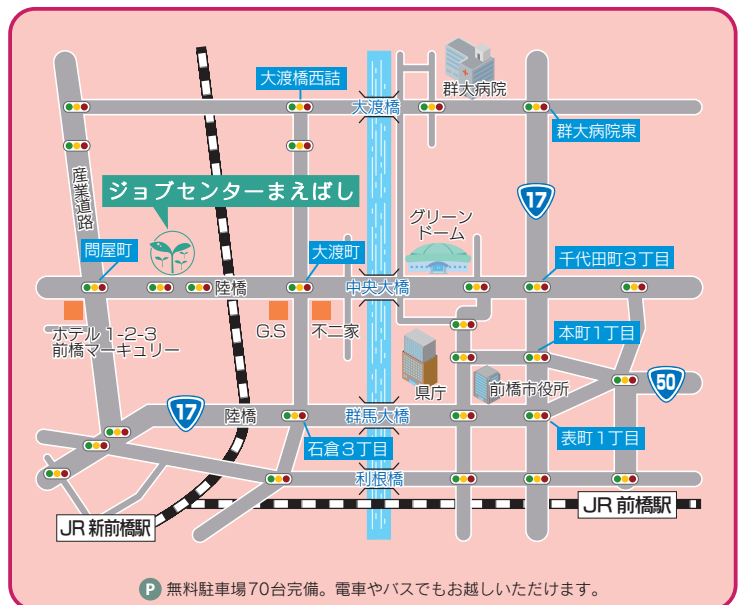 大渡橋西詰
群大病院
大渡橋
群大病院東
産業道路
ジョブセンターまえばし
17
グリーン
ドーム
問屋町
大渡町
千代田町3丁目
陸橋
中央大橋
ホテル 1-2-3
前橋マーキュリー
G.S
不二家
本町1丁目
県庁
前橋市役所
50
17
陸橋
群馬大橋
石倉3丁目
表町1丁目
利根橋
JR 新前橋駅
JR 前橋駅
P 無料駐車場70台完備。電車やバスでもお越しいただけます。